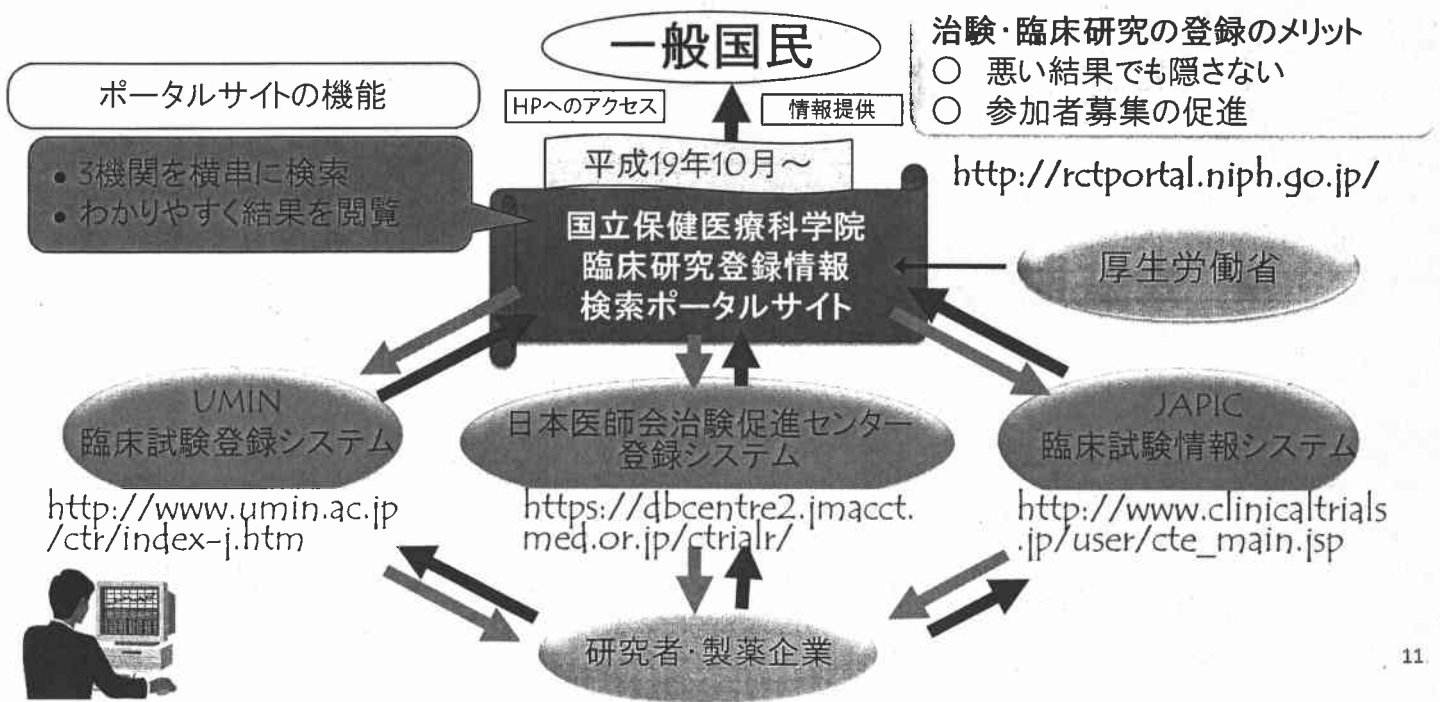 一般国民
治験・臨床研究の登録のメリット
○ 悪い結果でも隠さない
○ 参加者募集の促進
ポータルサイトの機能
HPへのアクセス
情報提供
• 3機関を横串に検索
• わかりやすく結果を閲覧
平成19年10月～
http://rctportal.niph.go.jp/
国立保健医療科学院
臨床研究登録情報
検索ポータルサイト
厚生労働省
UMIN
臨床試験登録システム
日本医師会治験促進センター
登録システム
JAPIC
臨床試験情報システム
http://www.umin.ac.jp
/ctr/index-j.htm
https://dbcentre2.jmacct.
med.or.jp/ctrialr/
http://www.clinicaltrials
.jp/user/cte_main.jsp
研究者・製薬企業
11